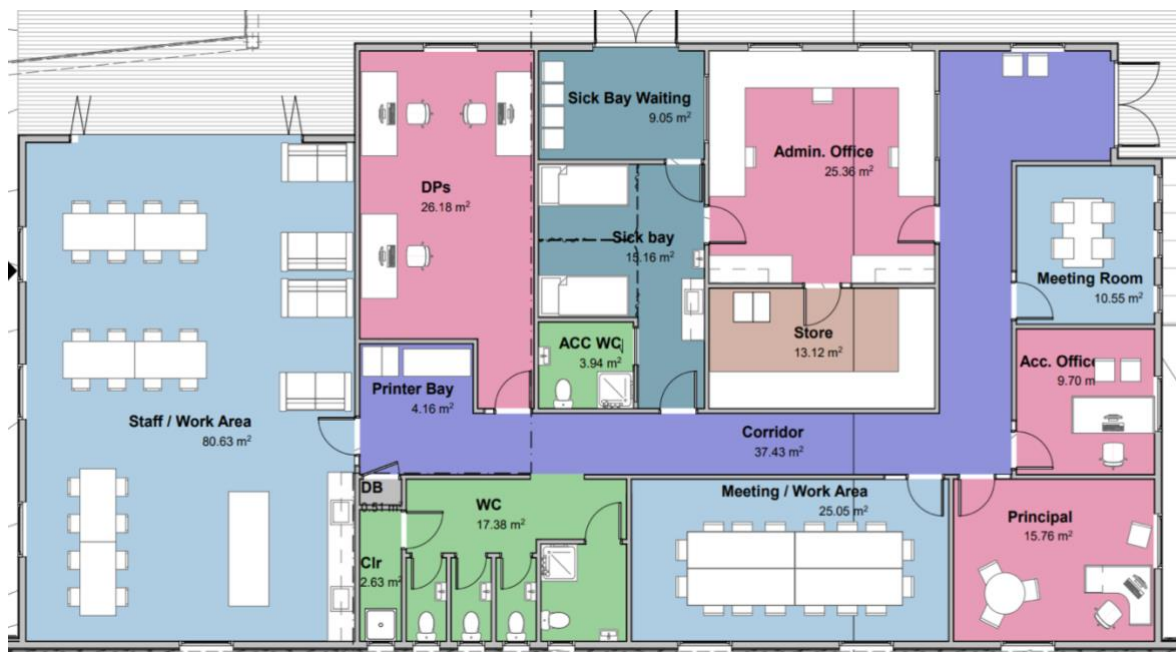 Sick Bay Waiting
9.05 m²
Admin. Office
25.36 m²
DPs
26.18 m²
Sick bay
15.16 m²
Meeting Room
10.55 m²
Store
13.12 m²
ACC WC
3.94 m²
Acc. Office
9.70 m
Printer Bay
4.16 m²
Staff / Work Area
80.63 m²
Corridor
37.43 m²
DB
0.51 m
WC
17.38 m²
Meeting / Work Area
25.05 m²
Principal
15.76 m²
Clr
2.63 m²